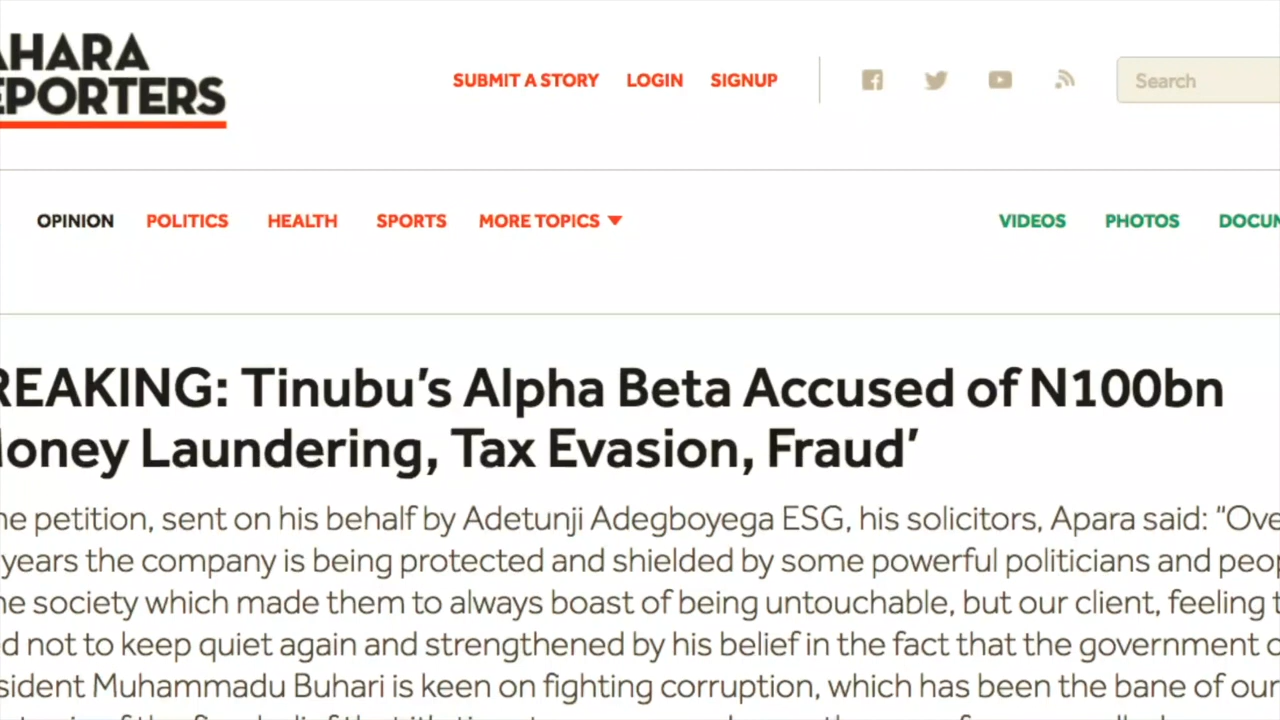 AHARA
EPORTERS
SUBMIT A STORY LOGIN SIGNUP Search
OPINION POLITICS HEALTH SPORTS MORE TOPICS VIDEOS PHOTOS DOCUM
REAKING: Tinubu’s Alpha Beta Accused of N100bn
Money Laundering, Tax Evasion, Fraud’
he petition, sent on his behalf by Adetunji Adegboyega ESG, his solicitors, Apara said: “Ove
years the company is being protected and shielded by some powerful politicians and peop
he society which made them to always boast of being untouchable, but our client, feeling t
d not to keep quiet again and strengthened by his belief in the fact that the government o
sident Muhammadu Buhari is keen on fighting corruption, which has been the bane of our